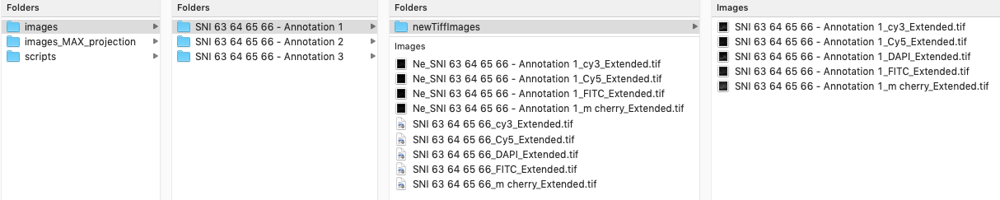 Folders
images
images_MAX_projection
scripts
Folders
SNI 63 64 65 66 - Annotation 1
SNI 63 64 65 66 - Annotation 2
SNI 63 64 65 66 - Annotation 3
Folders
newTiffImages
Images
Ne_SNI 63 64 65 66 - Annotation 1_cy3_Extended.tif
Ne_SNI 63 64 65 66 - Annotation 1_Cy5_Extended.tif
Ne_SNI 63 64 65 66 - Annotation 1_FITC_Extended.tif
Ne_SNI 63 64 65 66 - Annotation 1_m cherry_Extended.tif
SNI 63 64 65 66_cy3_Extended.tif
SNI 63 64 65 66_Cy5_Extended.tif
SNI 63 64 65 66_DAPI_Extended.tif
SNI 63 64 65 66_FITC_Extended.tif
SNI 63 64 65 66_m cherry_Extended.tif
Images
SNI 63 64 65 66 - Annotation 1_cy3_Extended.tif
SNI 63 64 65 66 - Annotation 1_Cy5_Extended.tif
SNI 63 64 65 66 - Annotation 1_DAPI_Extended.tif
SNI 63 64 65 66 - Annotation 1_FITC_Extended.tif
SNI 63 64 65 66 - Annotation 1_m cherry_Extended.tif